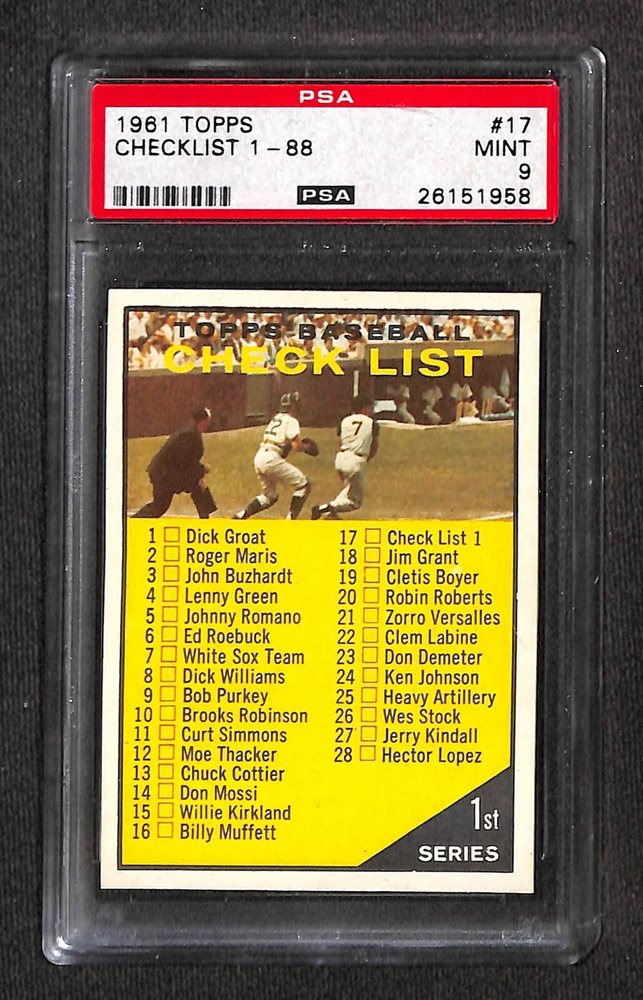 PSA
1961 TOPPS #17
CHECKLIST 1-88 MINT
9
PSA 26151958
TOPPS BASEBALL
CHECK LIST
22 7
1 Dick Groat
2 Roger Maris
3 John Buzhardt
4 Lenny Green
5 Johnny Romano
6 Ed Roebuck
7 White Sox Team
8 Dick Williams
9 Bob Purkey
10 Brooks Robinson
11 Curt Simmons
12 Moe Thacker
13 Chuck Cottier
14 Don Mossi
15 Willie Kirkland
16 Billy Muffett
17 Check List 1
18 Jim Grant
19 Cletis Boyer
20 Robin Roberts
21 Zorro Versalles
22 Clem Labine
23 Don Demeter
24 Ken Johnson
25 Heavy Artillery
26 Wes Stock
27 Jerry Kindall
28 Hector Lopez
1st
SERIES